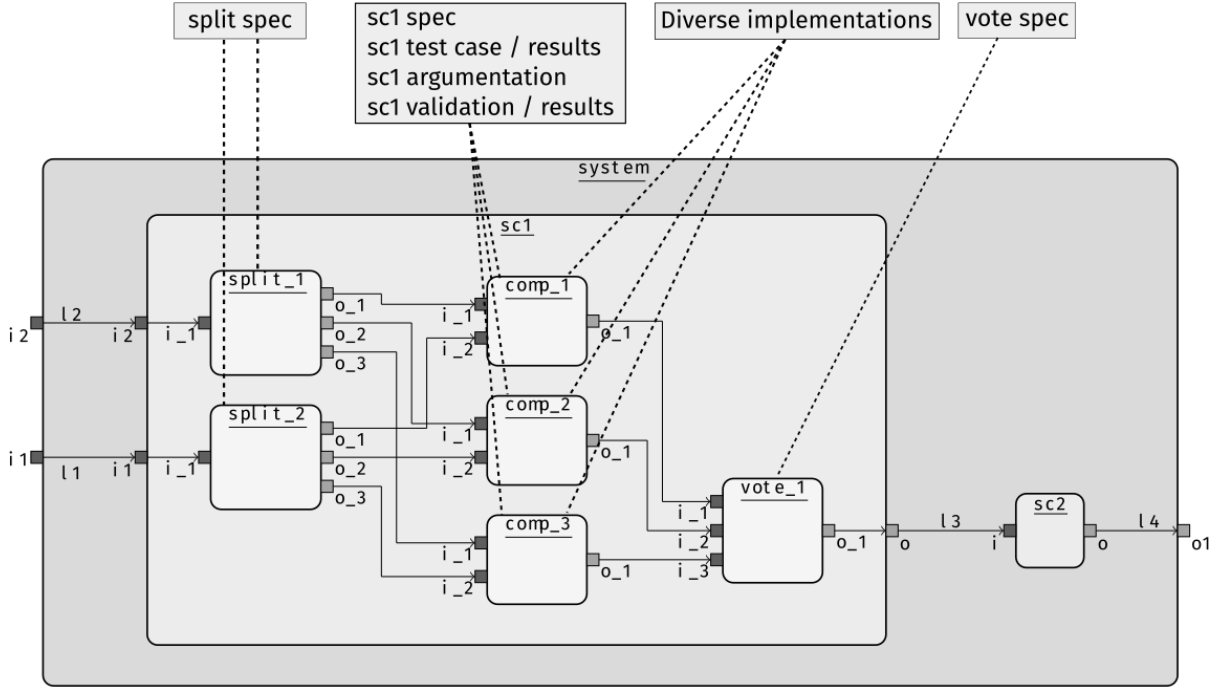 split spec
sc1 spec
sc1 test case / results
sc1 argumentation
sc1 validation / results
Diverse implementations
vote spec
system
sc1
split_1
comp_1
o_1
i_1
o_1
l2
i2
i2
i_1
o_2
i_2
o_3
split_2
comp_2
o_1
i_1
o_1
i1
l1
i1
i_1
o_2
i_2
o_3
vote_1
comp_3
i_1
sc2
i_1
o_1
i_2
o_1
o
l3
i
o
l4
o1
i_2
i_3